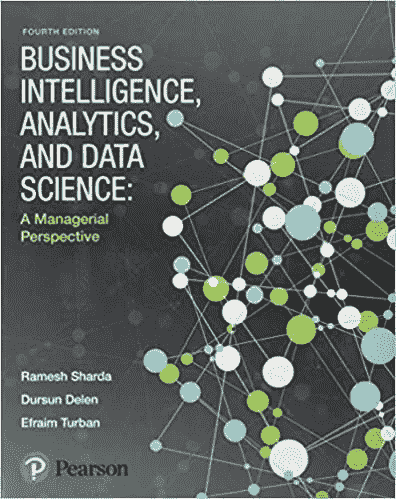 FOURTH EDITION
BUSINESS
INTELLIGENCE,
ANALYTICS,
AND DATA
SCIENCE:
A Managerial
Perspective
Ramesh Sharda
Dursun Delen
Efraim Turban
Pearson